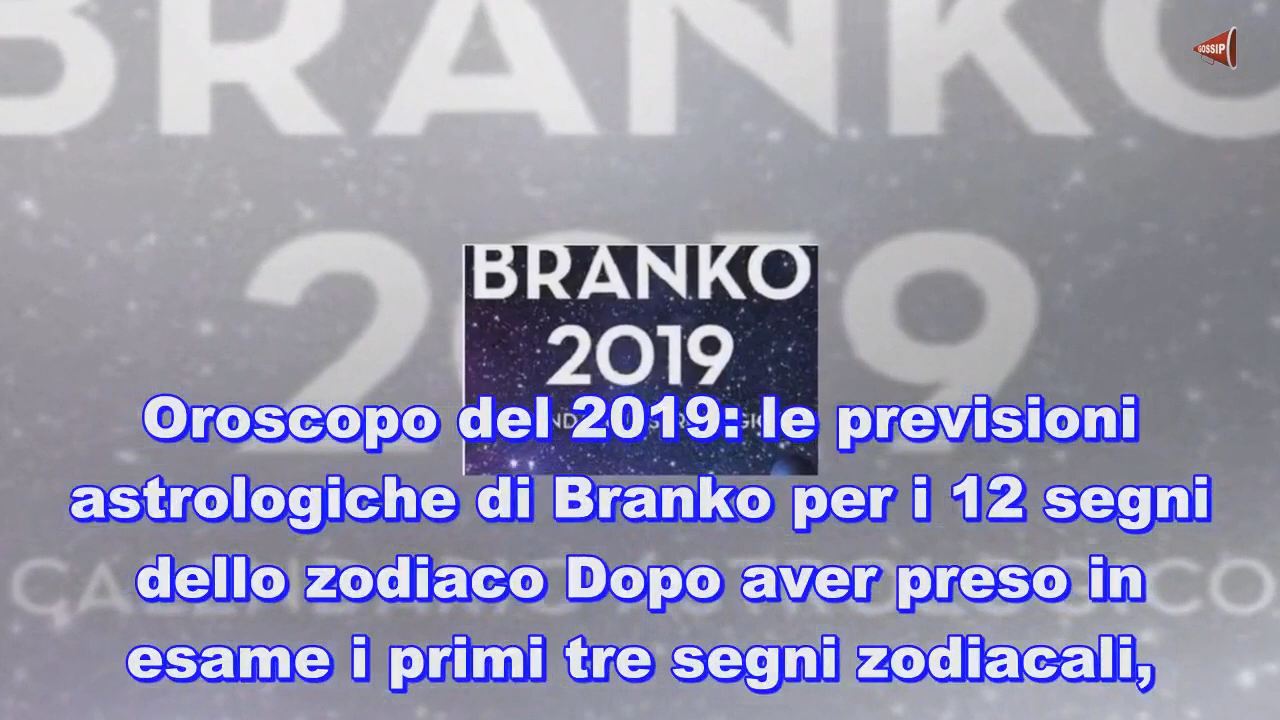 BRANKO
2019
GOSSIP
BRANKO
2019
Oroscopo del 2019: le previsioni
astrologiche di Branko per i 12 segni
dello zodiaco Dopo aver preso in
esame i primi tre segni zodiacali,